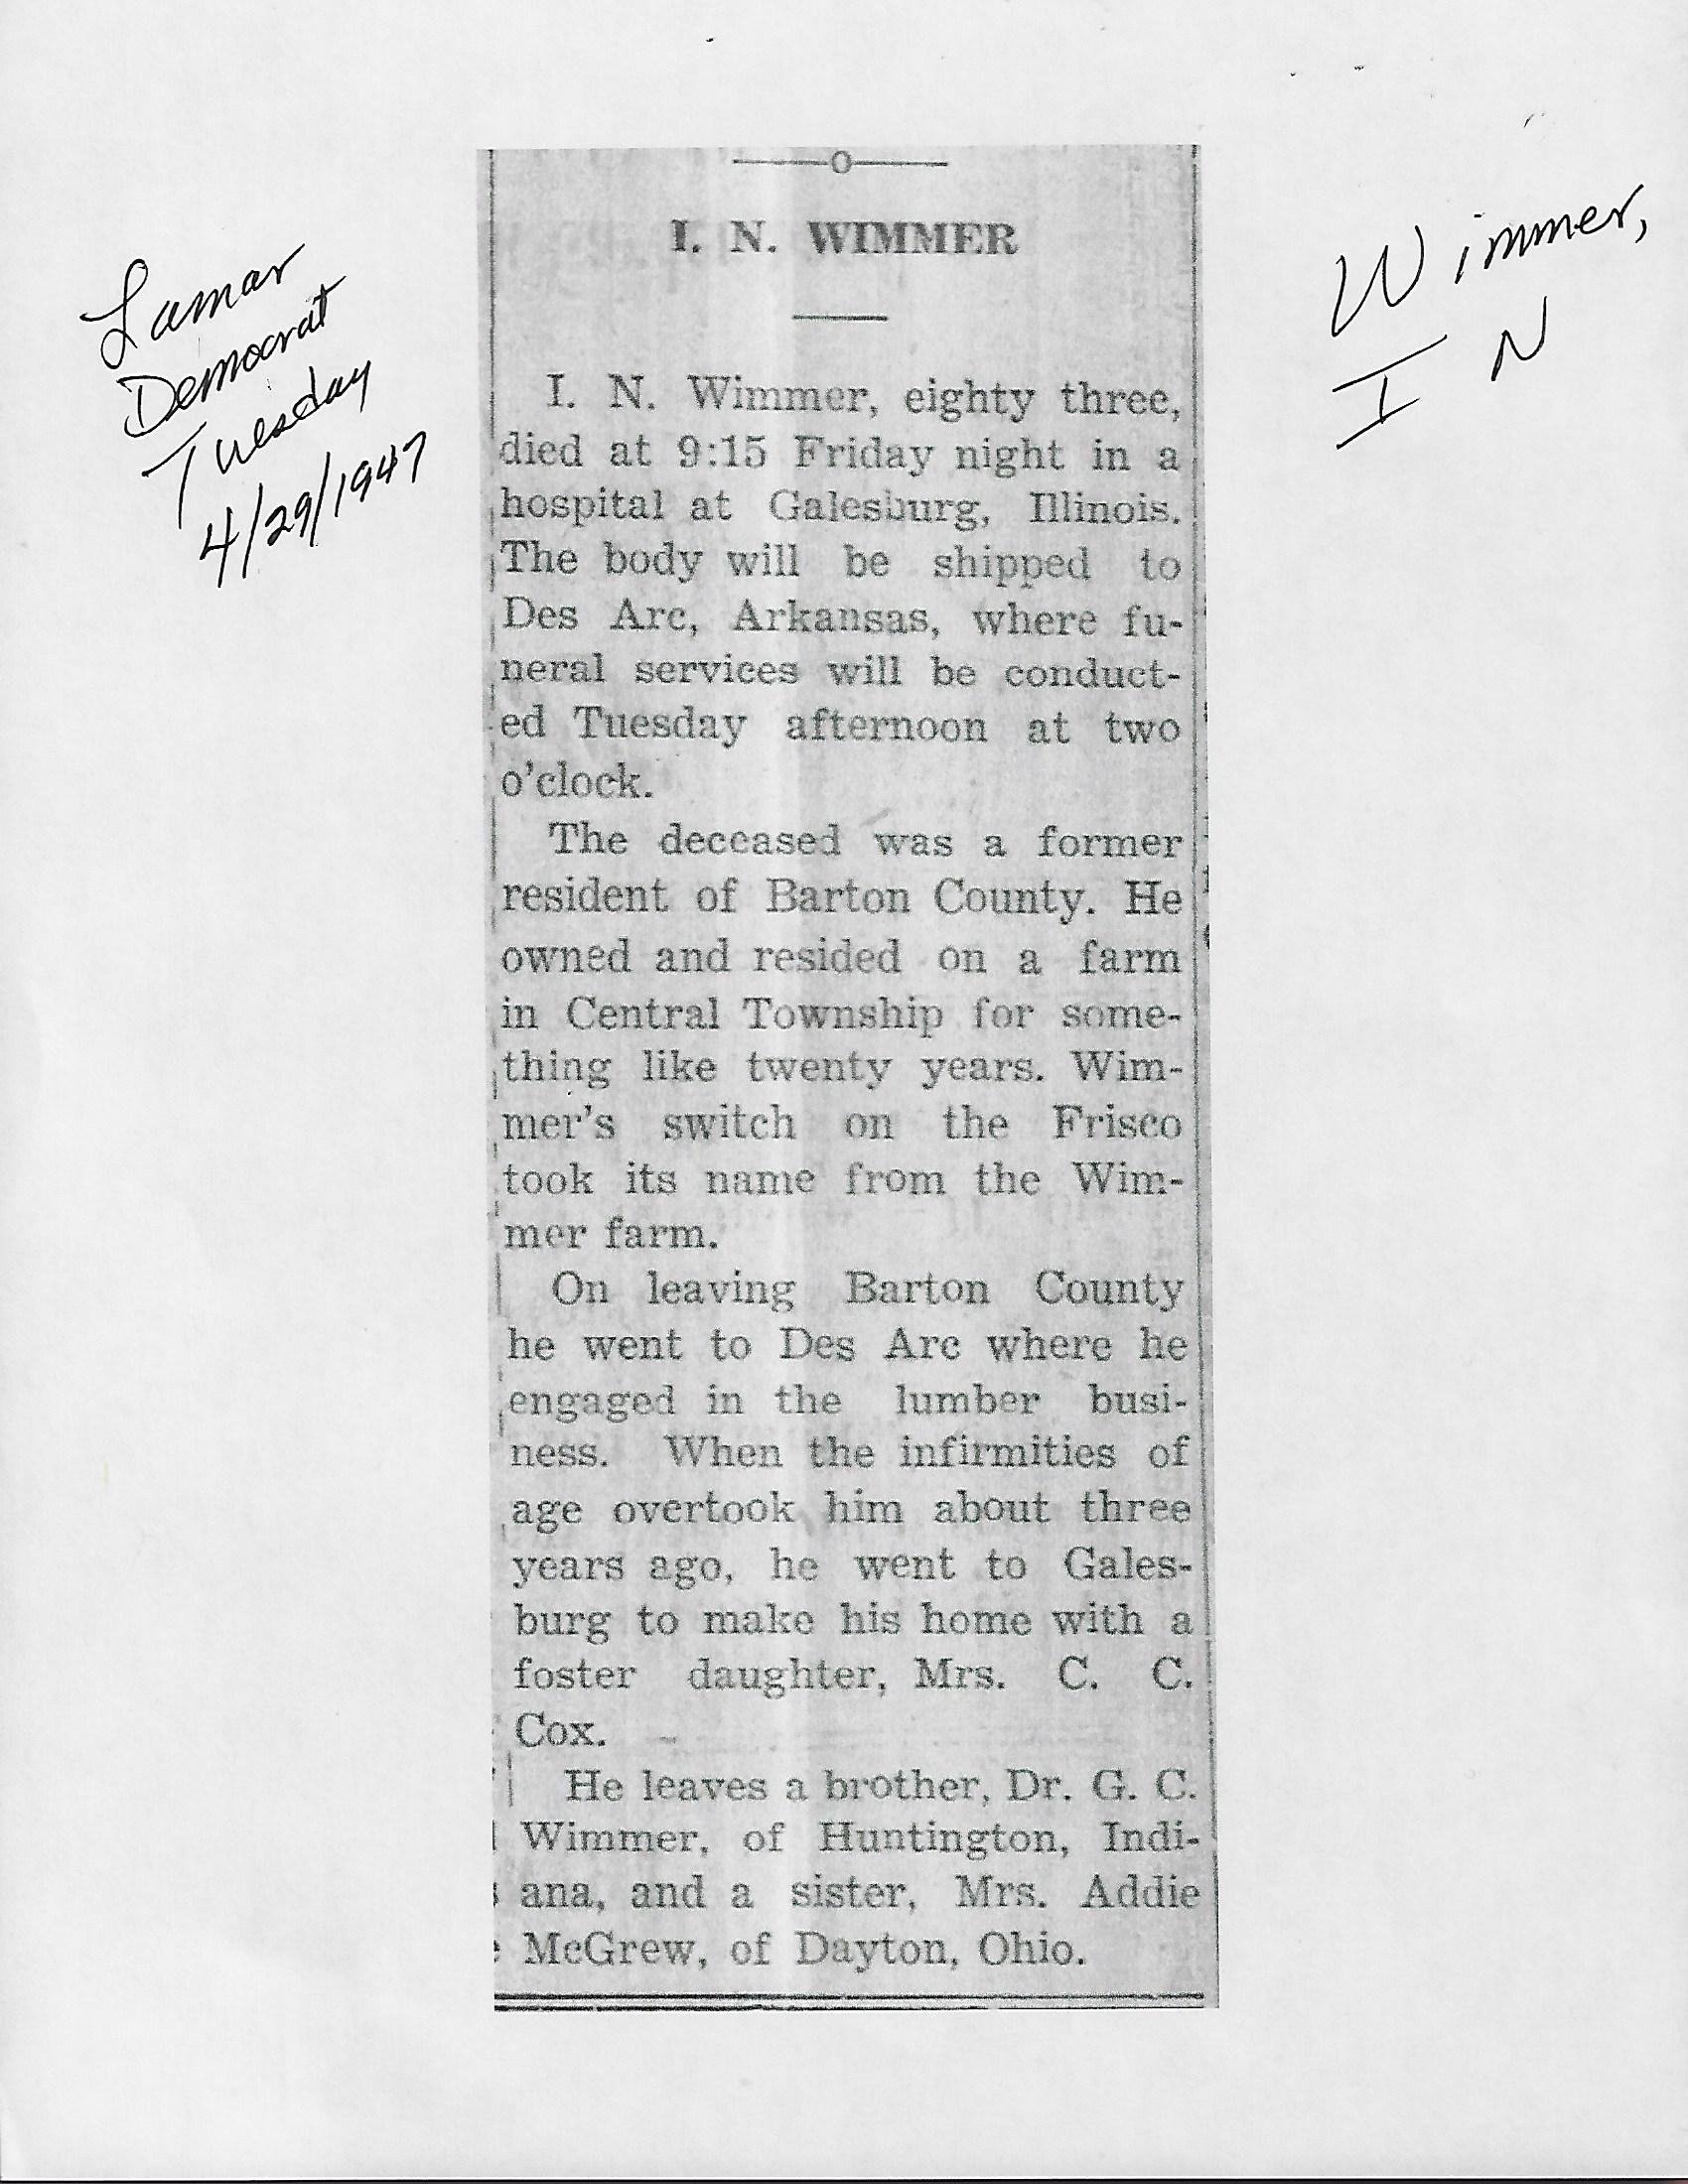 Lamar
Democrat
Tuesday
4/29/1947
Wimmer,
I N
I. N. WIMMER
I. N. Wimmer, eighty three,
died at 9:15 Friday night in a
hospital at Galesburg, Illinois.
The body will be shipped to
Des Arc, Arkansas, where fu-
neral services will be conduct-
ed Tuesday afternoon at two
o'clock.
The deceased was a former
resident of Barton County. He
owned and resided on a farm
in Central Township for some-
thing like twenty years. Wim-
mer's switch on the Frisco
took its name from the Wim-
mer farm.
On leaving Barton County
he went to Des Arc where he
engaged in the lumber busi-
ness. When the infirmities of
age overtook him about three
years ago, he went to Gales-
burg to make his home with a
foster daughter, Mrs. C. C.
Cox.
He leaves a brother, Dr. G. C.
Wimmer, of Huntington, Indi-
ana, and a sister, Mrs. Addie
McGrew, of Dayton, Ohio.